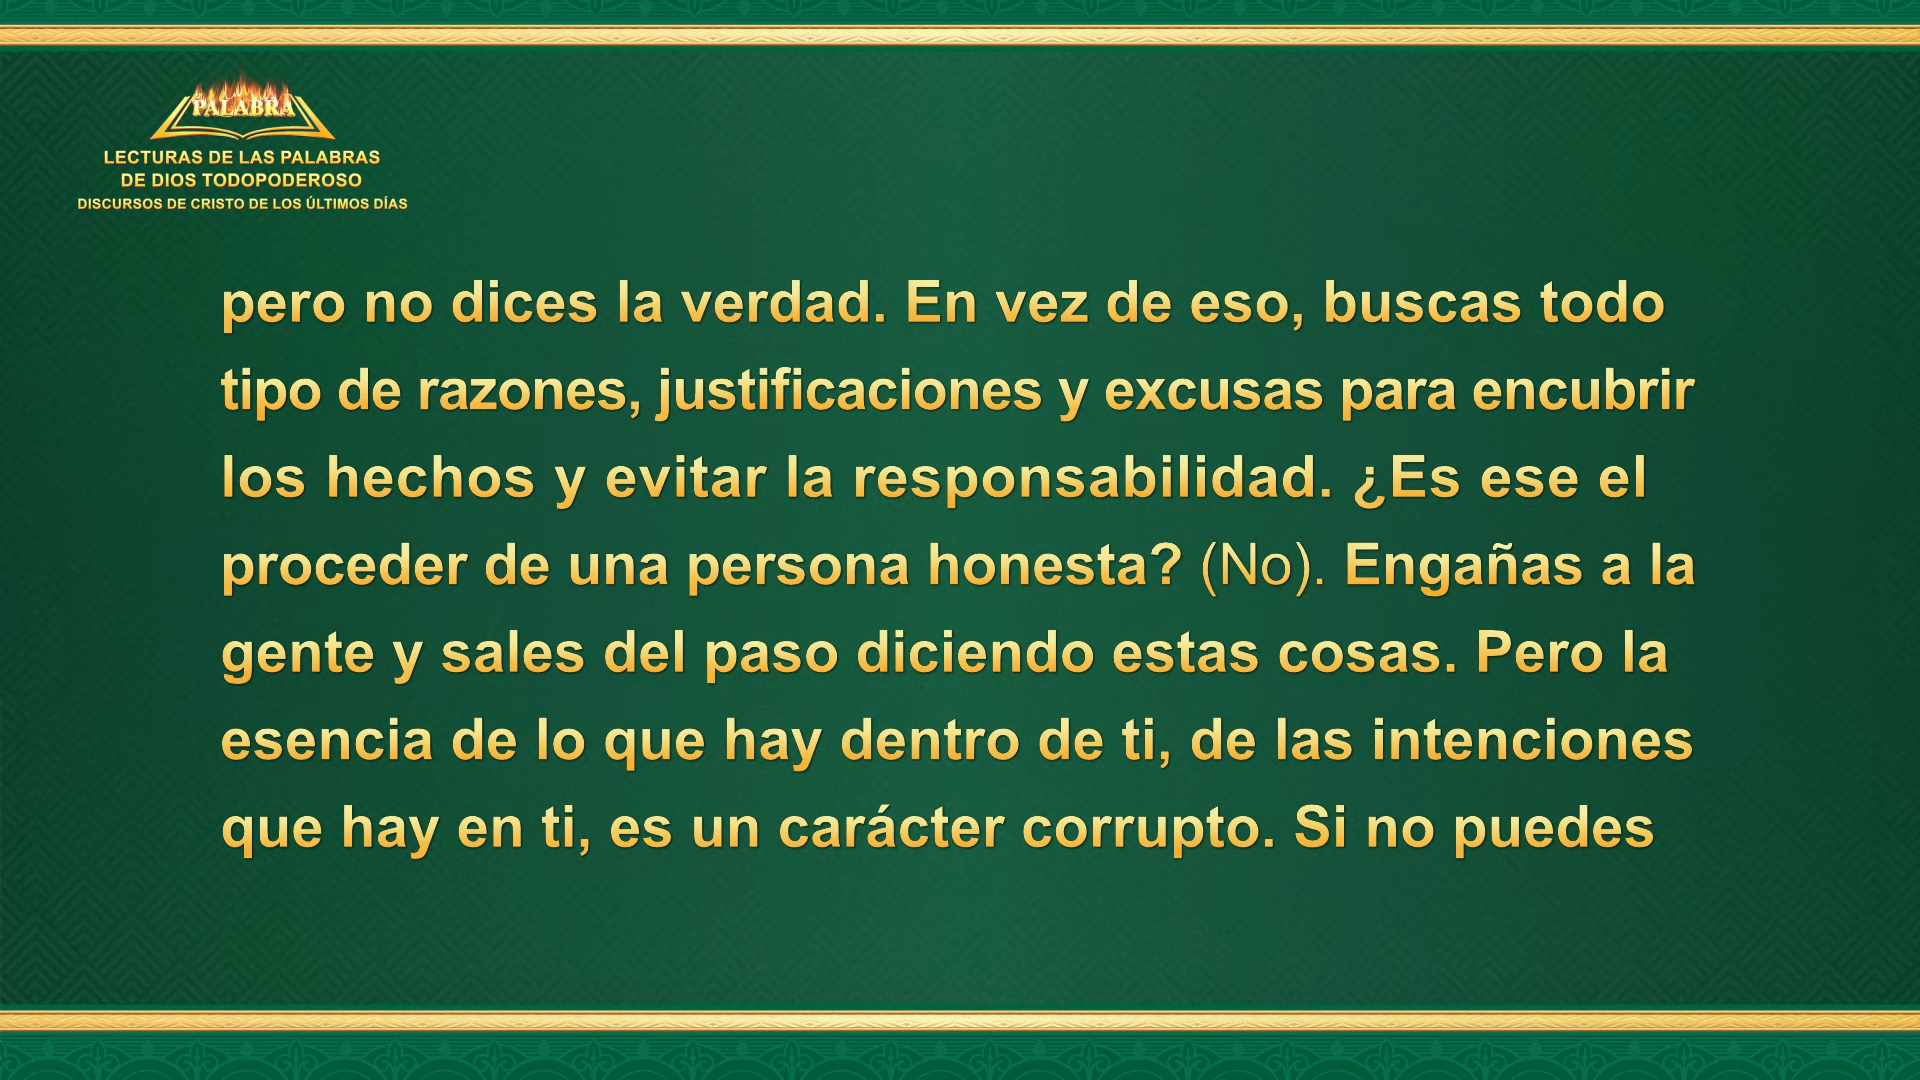 PALABRA
LECTURAS DE LAS PALABRAS
DE DIOS TODOPODEROSO
DISCURSOS DE CRISTO DE LOS ÚLTIMOS DÍAS
pero no dices la verdad. En vez de eso, buscas todo
tipo de razones, justificaciones y excusas para encubrir
los hechos y evitar la responsabilidad. ¿Es ese el
proceder de una persona honesta? (No). Engañas a la
gente y sales del paso diciendo estas cosas. Pero la
esencia de lo que hay dentro de ti, de las intenciones
que hay en ti, es un carácter corrupto. Si no puedes